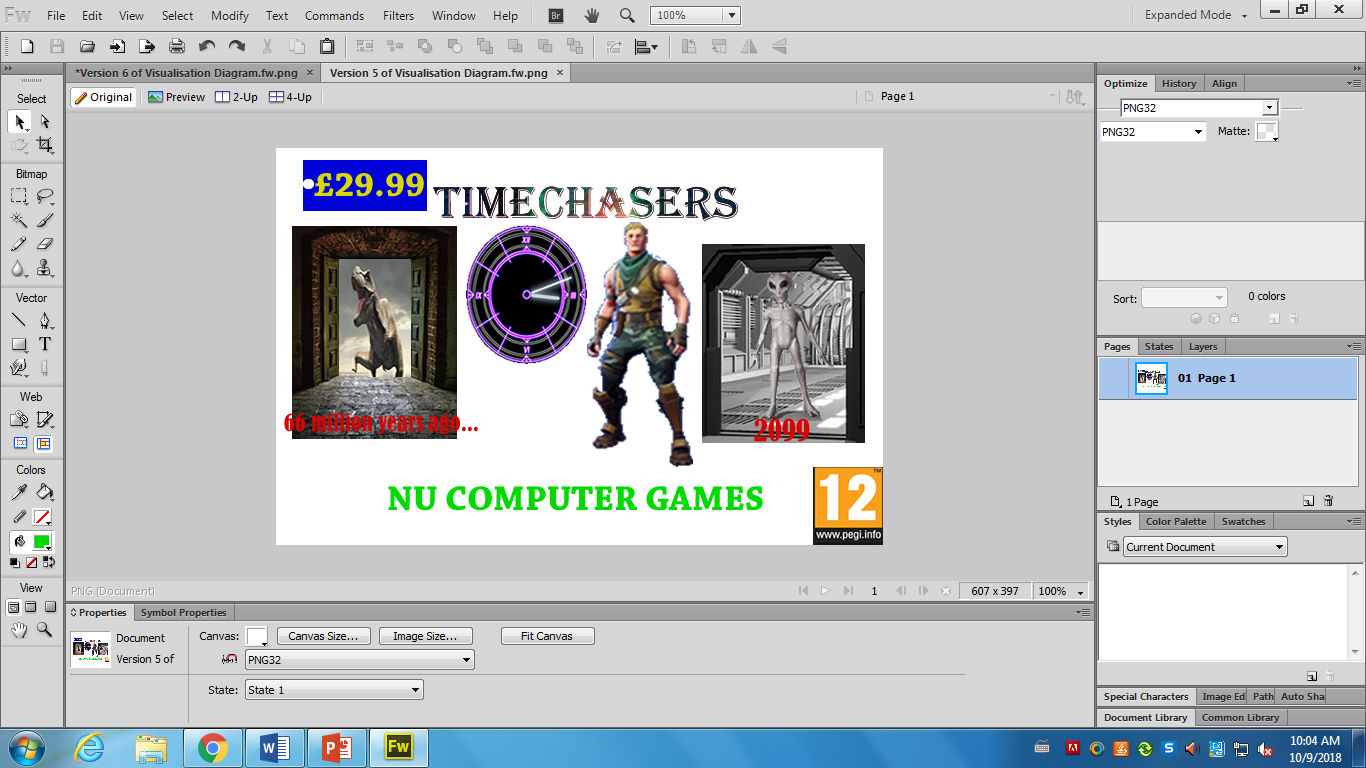 Fw File Edit View Select Modify Text Commands Filters Window Help Br 100% Expanded Mode
*Version 6 of Visualisation Diagram.fw.png × Version 5 of Visualisation Diagram.fw.png ×
Original Preview 2-Up 4-Up Page 1
Select
Bitmap
Vector
Web
Colors
View
£29.99
TIMECHASERS
XII
66 million years ago...
2099
NU COMPUTER GAMES
12
TM
www.pegi.info
PNG (Document) 1 607 x 397 100%
Properties Symbol Properties
Document
Version 5 of
Canvas: Canvas Size... Image Size... Fit Canvas
PNG32
State: State 1
Optimize History Align
PNG32
PNG32 Matte:
Sort: 0 colors
Pages States Layers
01 Page 1
1 Page
Styles Color Palette Swatches
Current Document
Special Characters Image Ed Path Auto Sha
Document Library Common Library
W P Fw
10:04 AM
10/9/2018